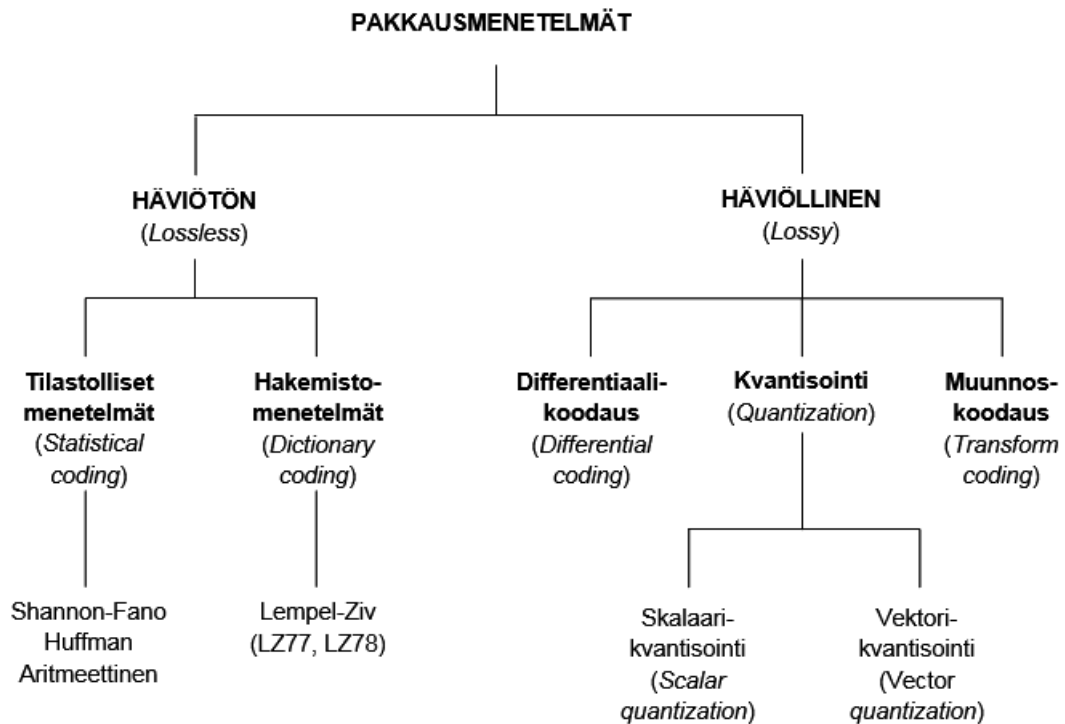 PAKKAUSMENETELMÄT
HÄVIÖTÖN
(Lossless)
HÄVIÖLLINEN
(Lossy)
Tilastolliset
menetelmät
(Statistical
coding)
Hakemisto-
menetelmät
(Dictionary
coding)
Differentiaali-
koodaus
(Differential
coding)
Kvantisointi
(Quantization)
Muunnos-
koodaus
(Transform
coding)
Shannon-Fano
Huffman
Aritmeettinen
Lempel-Ziv
(LZ77, LZ78)
Skalaari-
kvantisointi
(Scalar
quantization)
Vektori-
kvantisointi
(Vector
quantization)